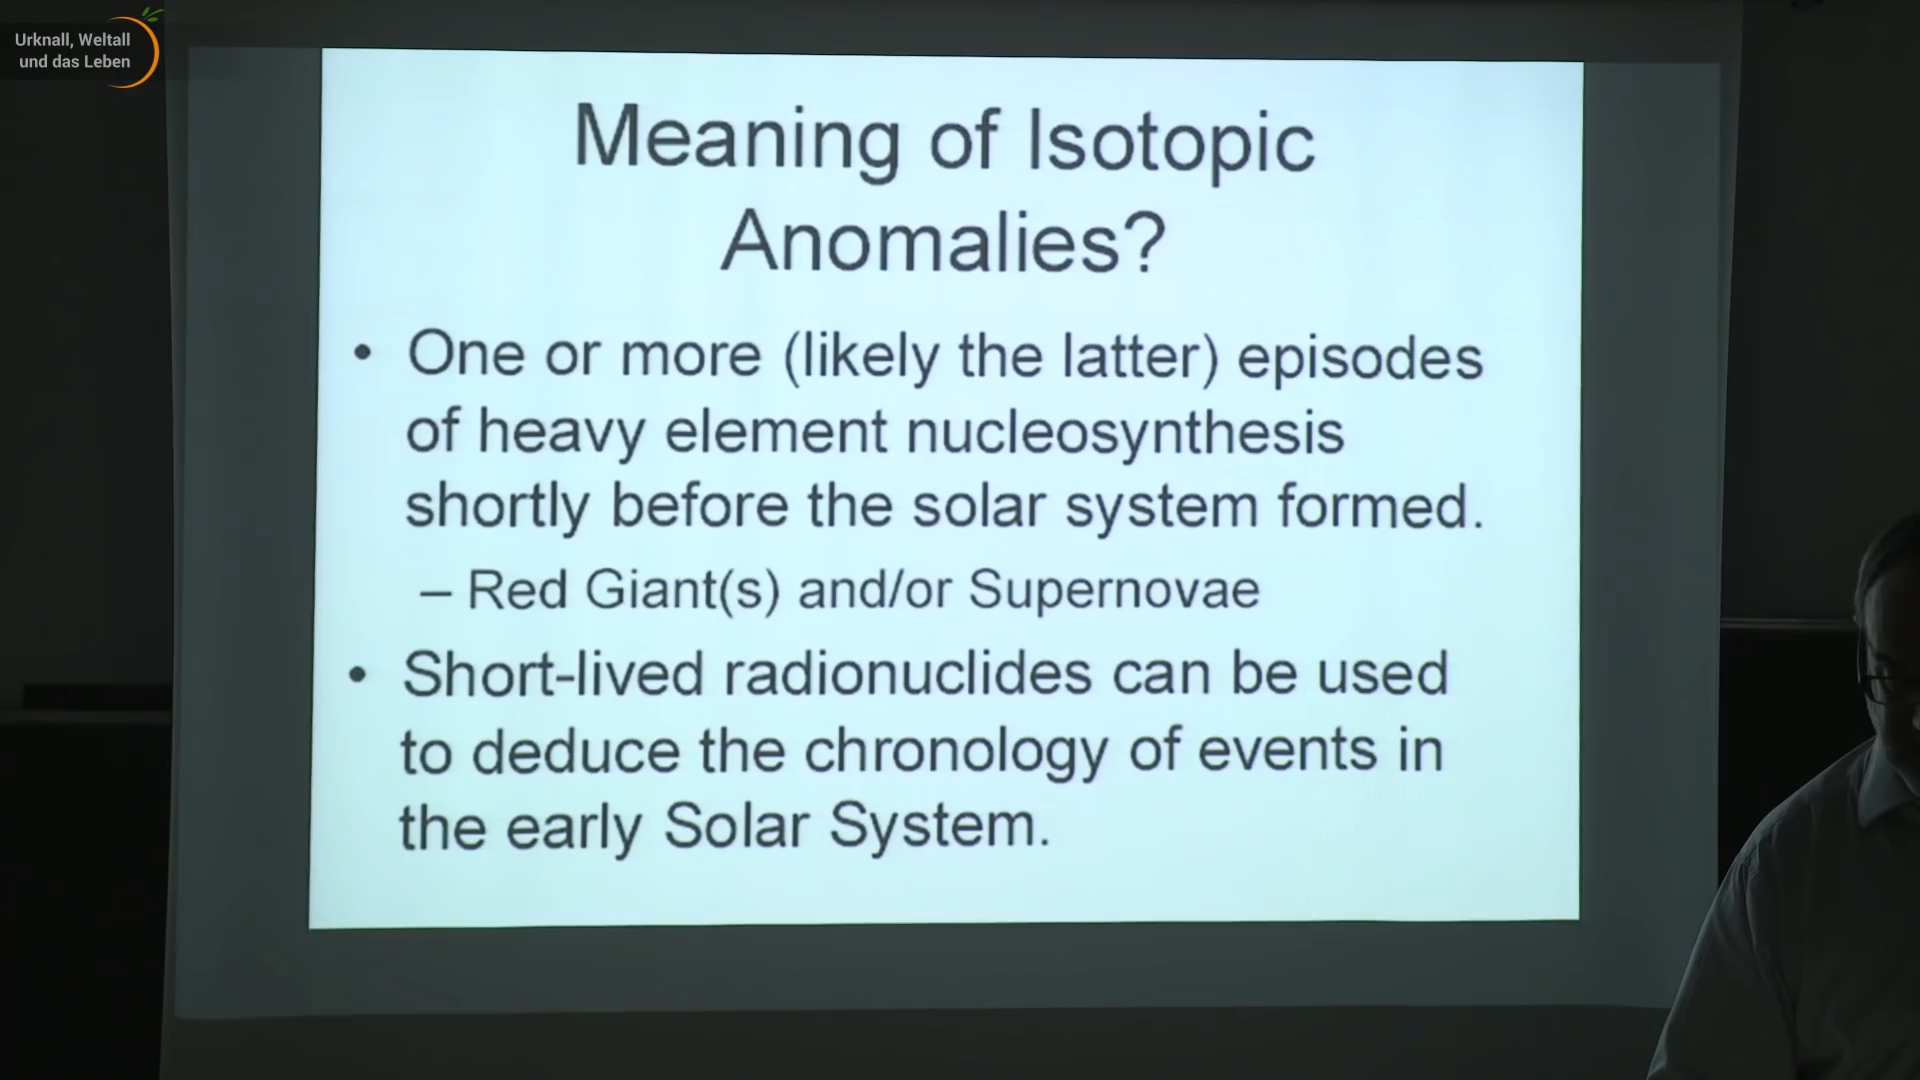 Urknall, Weltall
und das Leben
Meaning of Isotopic
Anomalies?
• One or more (likely the latter) episodes
of heavy element nucleosynthesis
shortly before the solar system formed.
– Red Giant(s) and/or Supernovae
• Short-lived radionuclides can be used
to deduce the chronology of events in
the early Solar System.